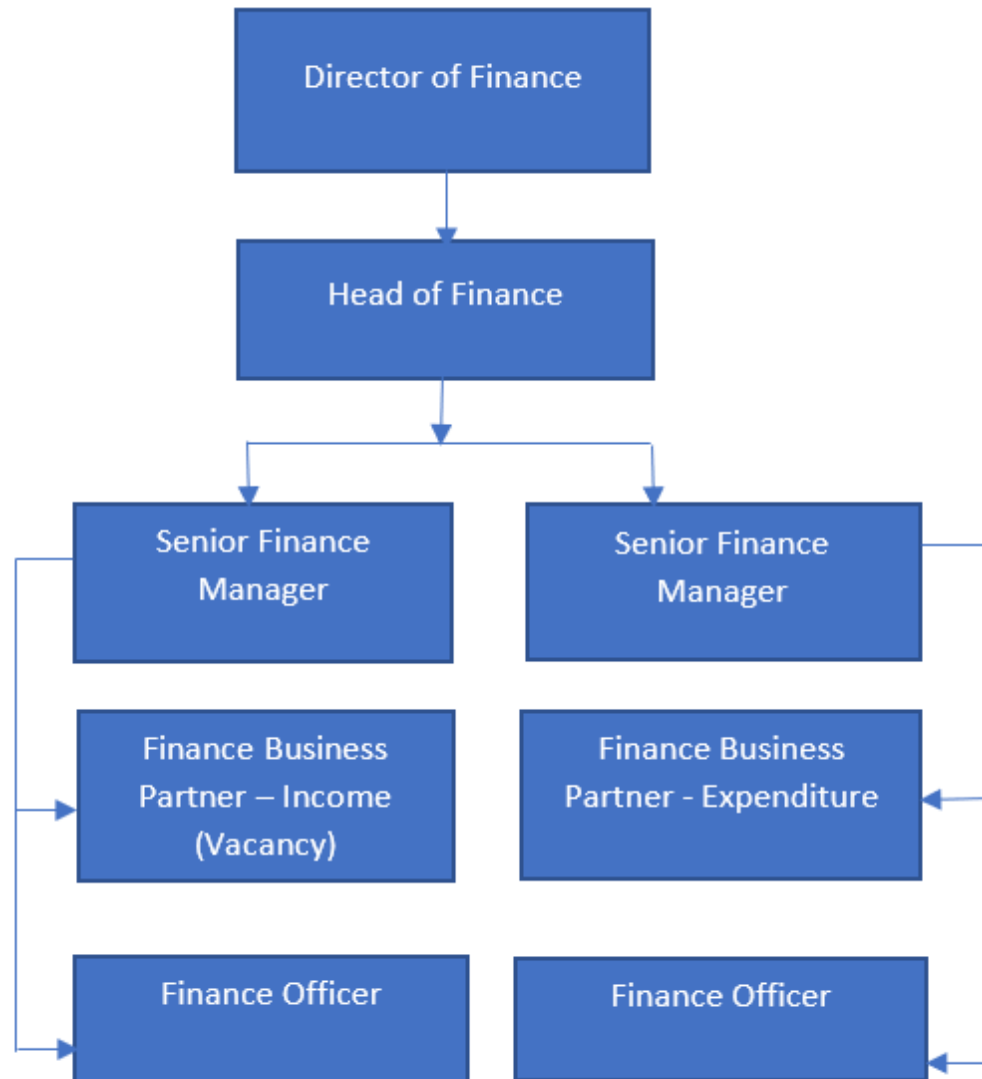 Director of Finance
Head of Finance
Senior Finance
Manager
Senior Finance
Manager
Finance Business
Partner – Income
(Vacancy)
Finance Business
Partner - Expenditure
Finance Officer
Finance Officer